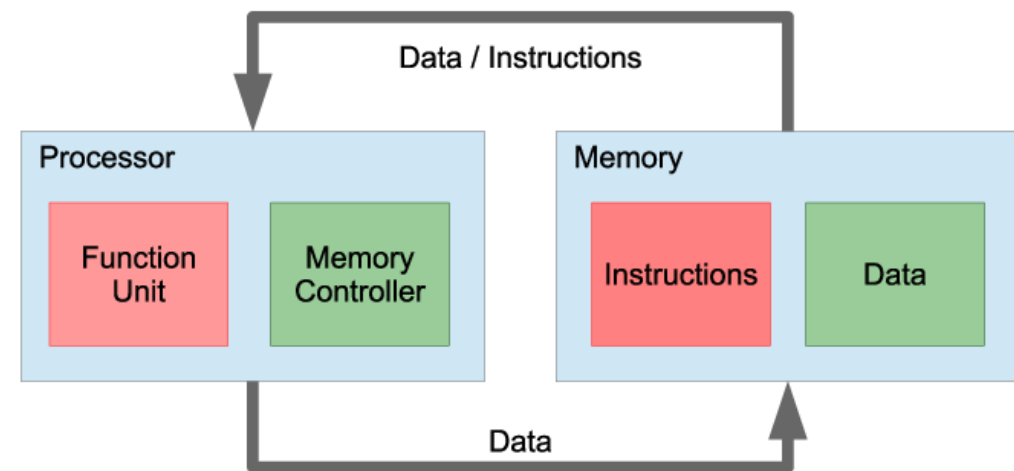 Data / Instructions
Processor
Function
Unit
Memory
Controller
Memory
Instructions
Data
Data